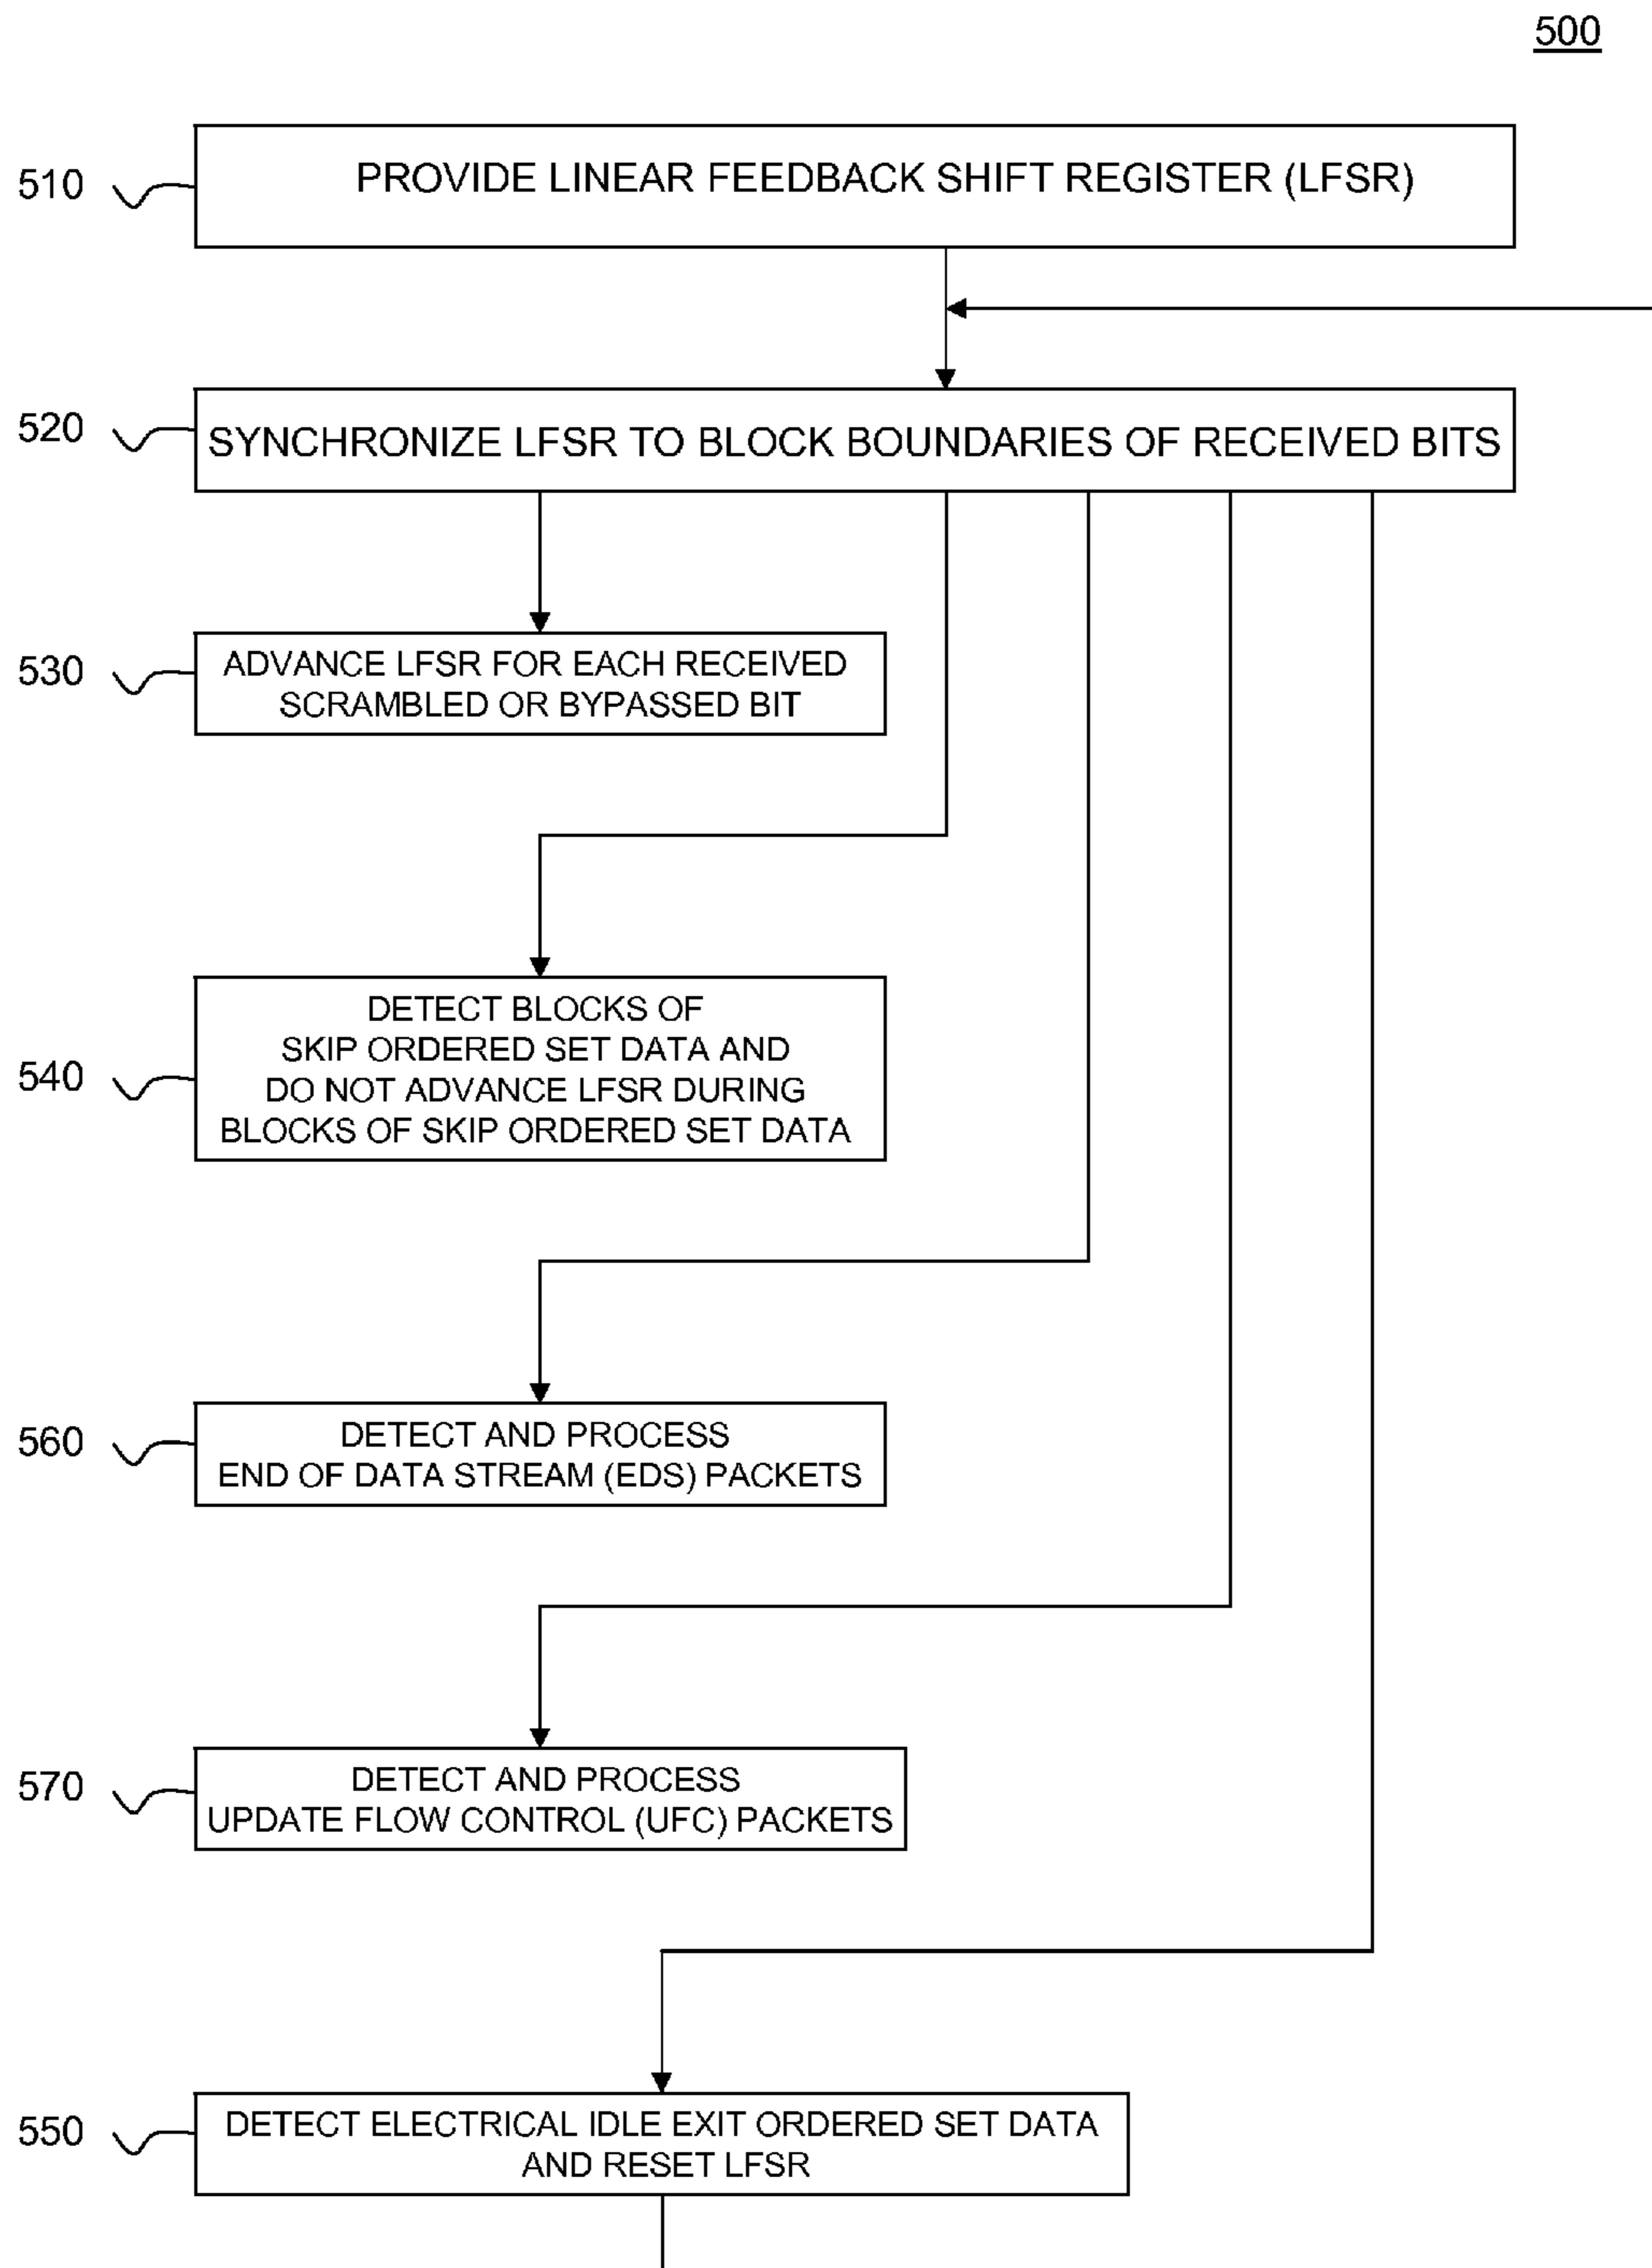 500
510
PROVIDE LINEAR FEEDBACK SHIFT REGISTER (LFSR)
520
SYNCHRONIZE LFSR TO BLOCK BOUNDARIES OF RECEIVED BITS
530
ADVANCE LFSR FOR EACH RECEIVED
SCRAMBLED OR BYPASSED BIT
540
DETECT BLOCKS OF
SKIP ORDERED SET DATA AND
DO NOT ADVANCE LFSR DURING
BLOCKS OF SKIP ORDERED SET DATA
560
DETECT AND PROCESS
END OF DATA STREAM (EDS) PACKETS
570
DETECT AND PROCESS
UPDATE FLOW CONTROL (UFC) PACKETS
550
DETECT ELECTRICAL IDLE EXIT ORDERED SET DATA
AND RESET LFSR